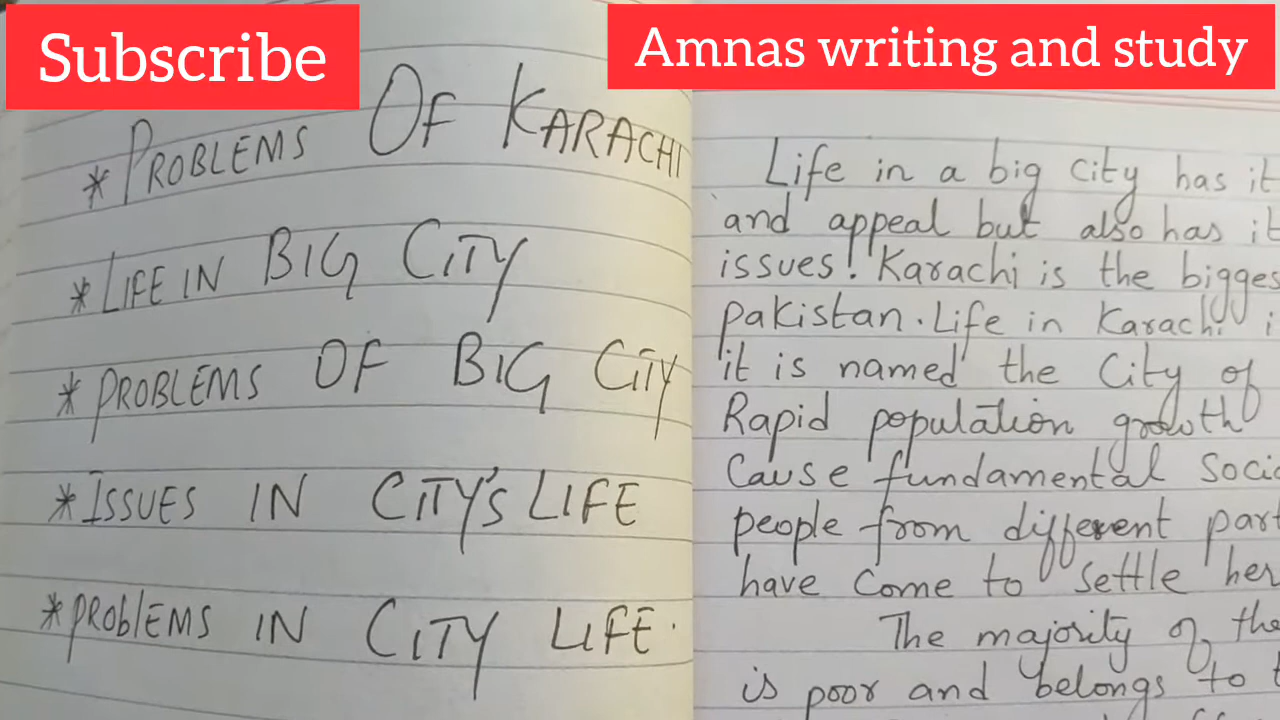 Subscribe
Amnas writing and study
* PROBLEMS OF KARACHI
* LIFE IN BIG CITY
* PROBLEMS OF BIG CITY
* ISSUES IN CITY'S LIFE
* PROblEMS IN CITY LIFE.
Life in a big city has it
and appeal but also has it
issues! Karachi is the bigges
pakistan. Life in Karachi i
it is named the City of
Rapid population growth
Cause fundamental Soci
people from different part
have Come to settle her
The majority of the
is poor and belongs to t